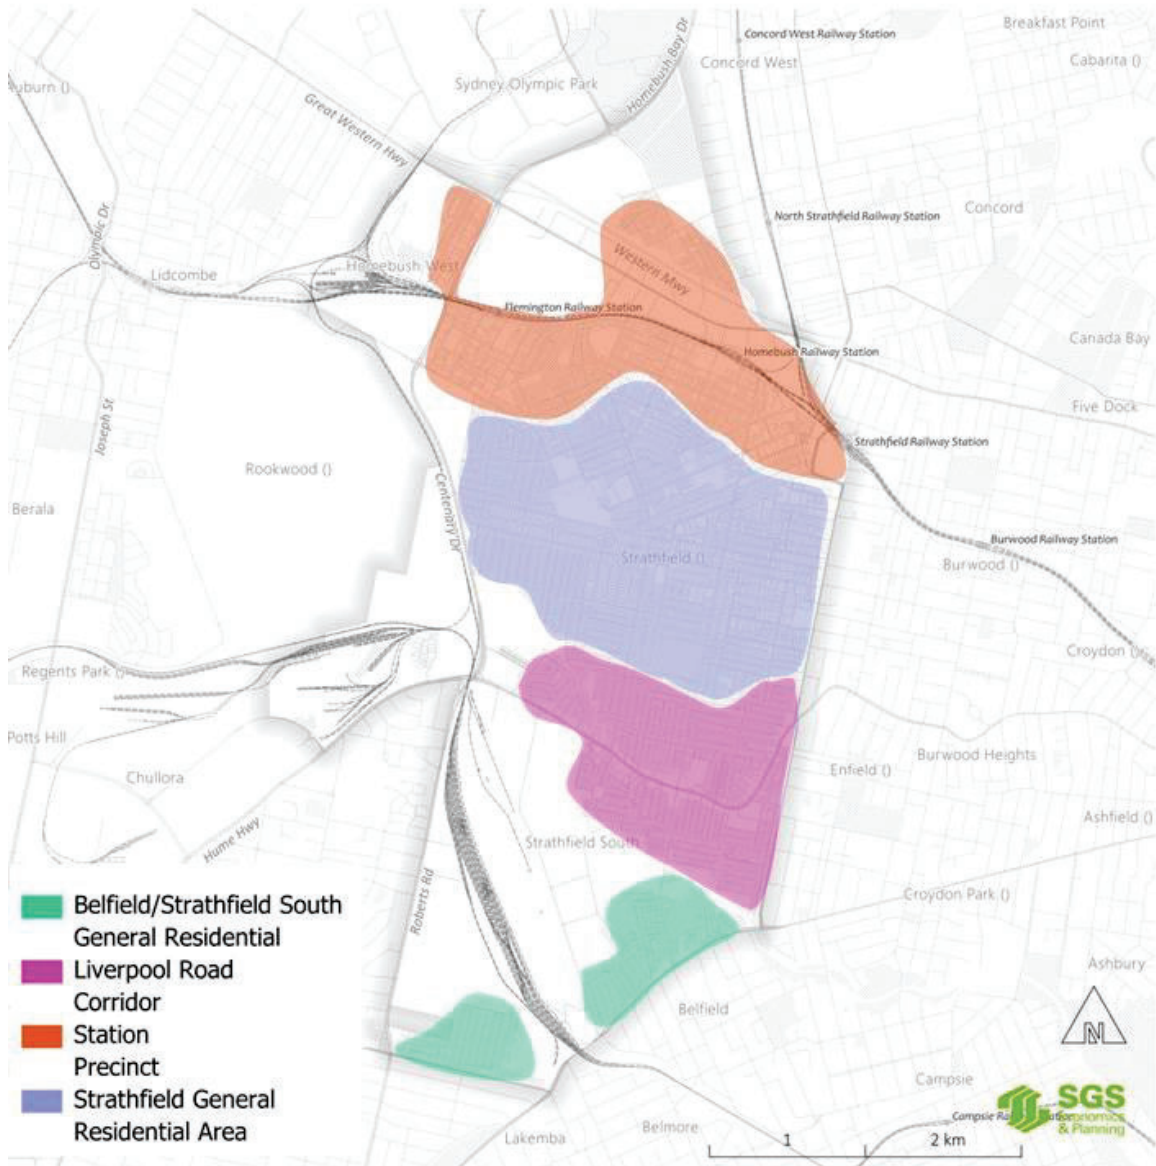 Breakfast Point
Concord West Railway Station
Concord West
Cabarita ()
Sydney Olympic Park
Homebush Bay Dr
uburn ()
Great Western Hwy
North Strathfield Railway Station
Concord
Olympic Dr
Lidcombe
Homebush West
Western Mwy
Flemington Railway Station
Homebush Railway Station
Canada Bay
Five Dock
Joseph St
Strathfield Railway Station
Rookwood ()
Centenary Dr
Berala
Burwood Railway Station
Strathfield ()
Burwood ()
Croydon ()
Regents Park ()
Potts Hill
Burwood Heights
Chullora
Enfield ()
Ashfield ()
Hume Hwy
Strathfield South
Roberts Rd
Croydon Park ()
Belfield/Strathfield South
General Residential
Liverpool Road
Corridor
Station
Precinct
Strathfield General
Residential Area
Ashbury
Belfield
N
Campsie
SGS
Economics
& Planning
Belmore
Lakemba
1
2 km